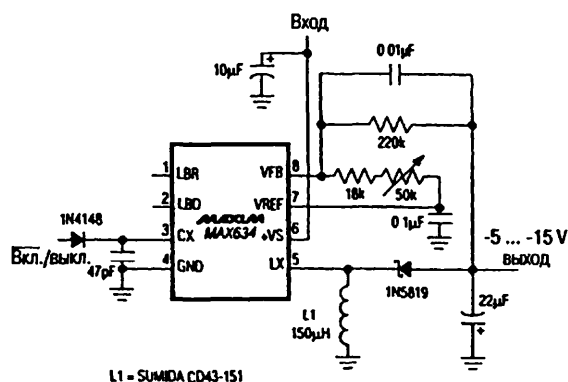 Вход
10µF
0 01µF
220k
18k
50k
0 1µF
1
LBR
2
LBD
3
CX
4
GND
MAXIM
MAX634
VFB
8
VREF
7
+VS
6
LX
5
1N4148
Вкл./выкл.
47pF
L1
150µH
1N5819
-5 ... -15 V
выход
22µF
L1 = SUMIDA CD43-151